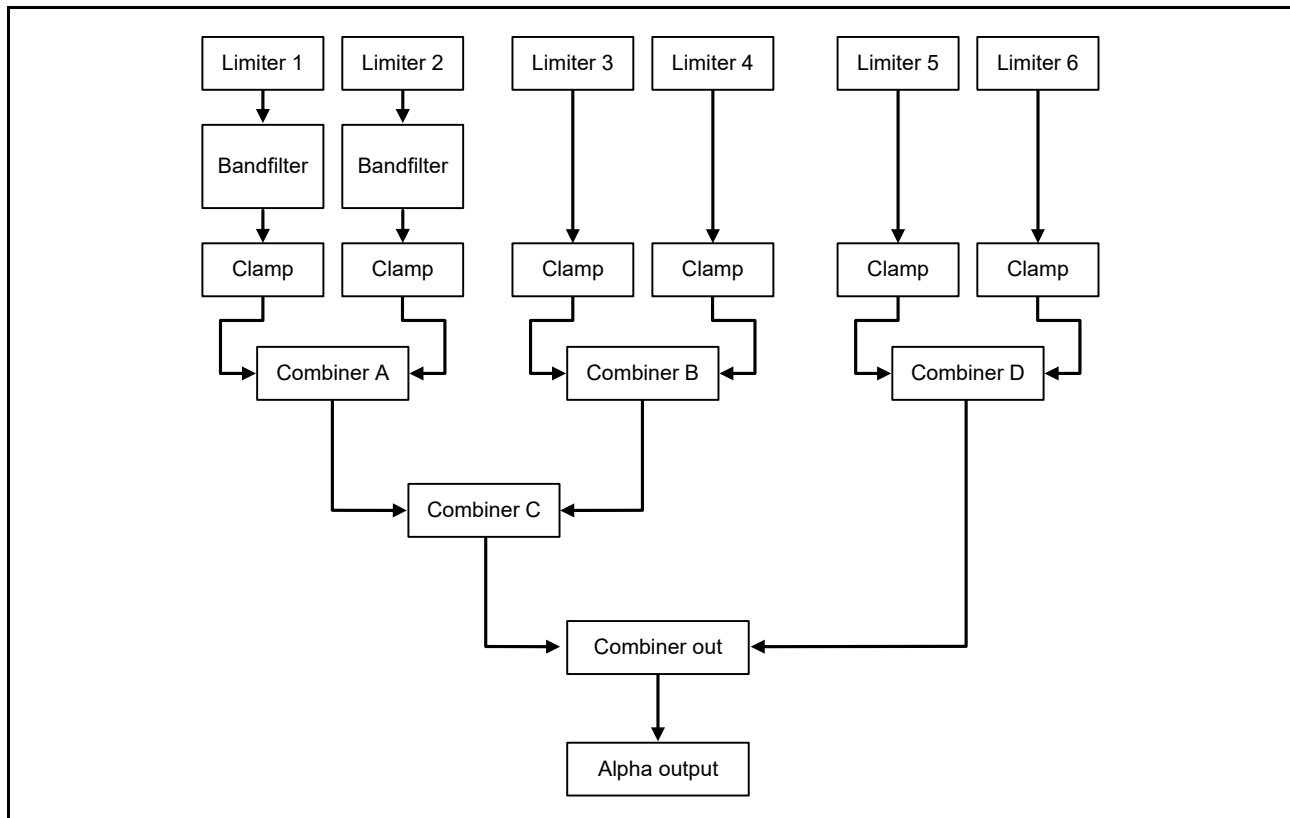 Limiter 1
Limiter 2
Limiter 3
Limiter 4
Limiter 5
Limiter 6
Bandfilter
Bandfilter
Clamp
Clamp
Clamp
Clamp
Clamp
Clamp
Combiner A
Combiner B
Combiner D
Combiner C
Combiner out
Alpha output